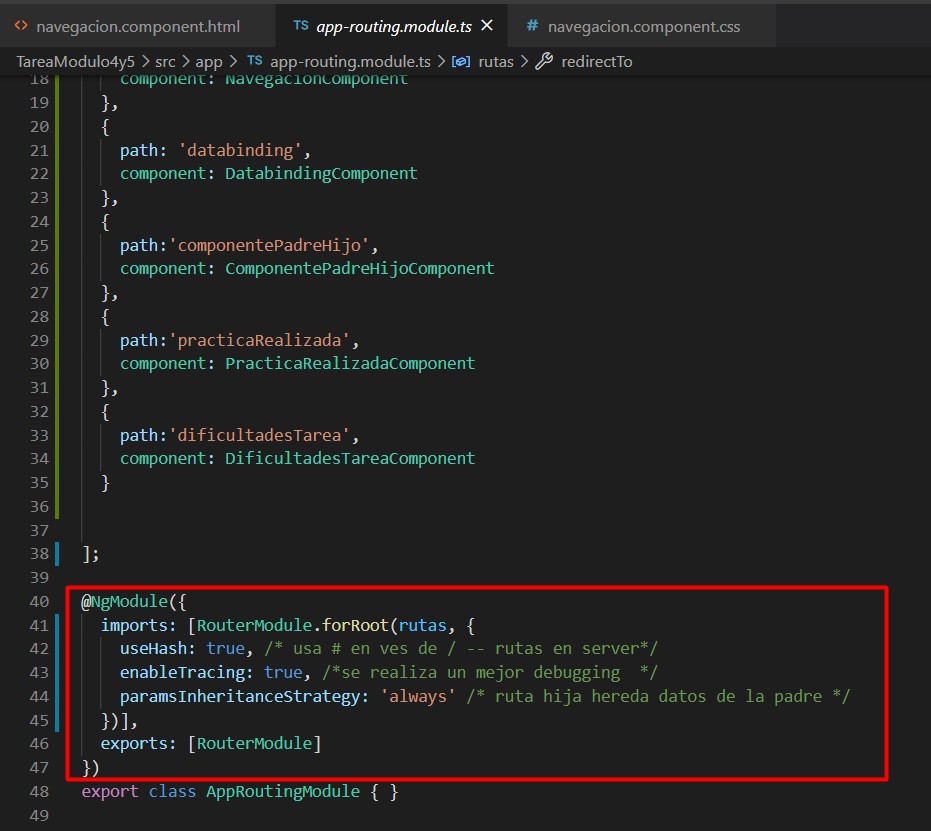 <> navegacion.component.html TS app-routing.module.ts × # navegacion.component.css
TareaModulo4y5 > src > app > TS app-routing.module.ts > rutas > redirectTo
18 component: NavegacionComponent
19 },
20 {
21 path: 'databinding',
22 component: DatabindingComponent
23 },
24 {
25 path:'componentePadreHijo',
26 component: ComponentePadreHijoComponent
27 },
28 {
29 path:'practicaRealizada',
30 component: PracticaRealizadaComponent
31 },
32 {
33 path:'dificultadesTarea',
34 component: DificultadesTareaComponent
35 }
36
37
38 ];
39
40 @NgModule({
41 imports: [RouterModule.forRoot(rutas, {
42 useHash: true, /* usa # en ves de / -- rutas en server*/
43 enableTracing: true, /*se realiza un mejor debugging  */
44 paramsInheritanceStrategy: 'always' /* ruta hija hereda datos de la padre */
45 })],
46 exports: [RouterModule]
47 })
48 export class AppRoutingModule { }
49